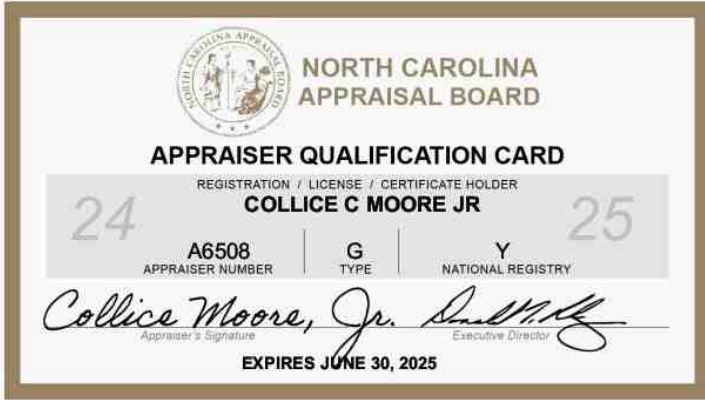 NORTH CAROLINA APPRAISAL BOARD
NORTH CAROLINA
APPRAISAL BOARD
APPRAISER QUALIFICATION CARD
REGISTRATION / LICENSE / CERTIFICATE HOLDER
COLLICE C MOORE JR
24 25
A6508 G Y
APPRAISER NUMBER TYPE NATIONAL REGISTRY
Collice Moore, Jr.
Appraiser's Signature Executive Director
EXPIRES JUNE 30, 2025